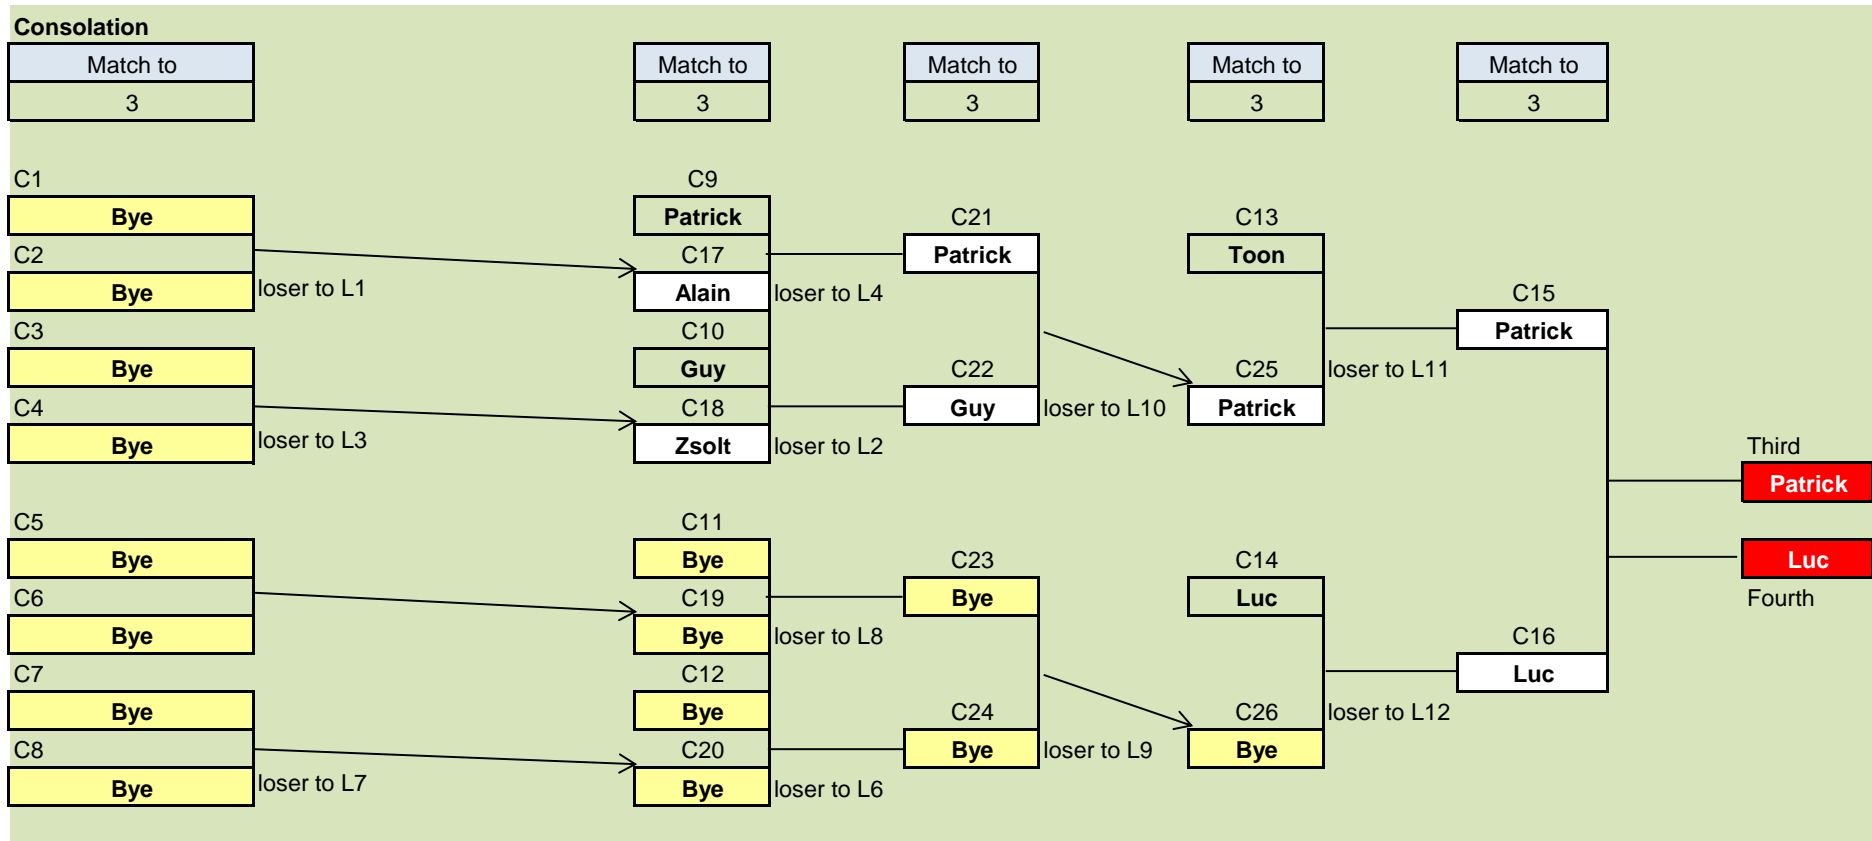 Consolation
Match to Match to Match to Match to Match to
3 3 3 3 3
C1 C9
Bye Patrick C21 C13
C2 C17 Patrick Toon
Bye loser to L1 Alain loser to L4 C15
C3 C10 Patrick
Bye Guy C22 C25 loser to L11
C4 C18 Guy loser to L10 Patrick
Bye loser to L3 Zsolt loser to L2 Third
Patrick
C5 C11
Bye Bye C23 C14 Luc
C6 C19 Bye Luc Fourth
Bye Bye loser to L8 C16
C7 C12 Luc
Bye Bye C24 C26 loser to L12
C8 C20 Bye loser to L9 Bye
Bye loser to L7 Bye loser to L6